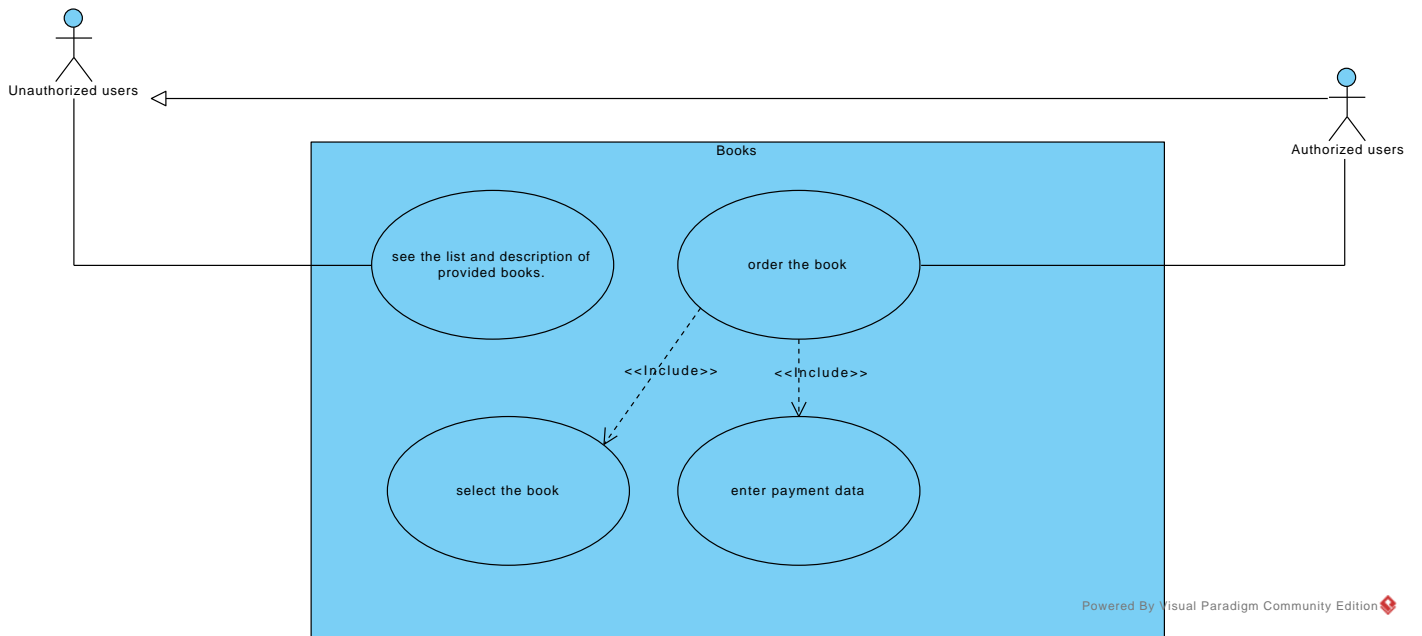 Unauthorized users
Authorized users
Books
see the list and description of
provided books.
order the book
<<Include>>
<<Include>>
select the book
enter payment data
Powered By Visual Paradigm Community Edition